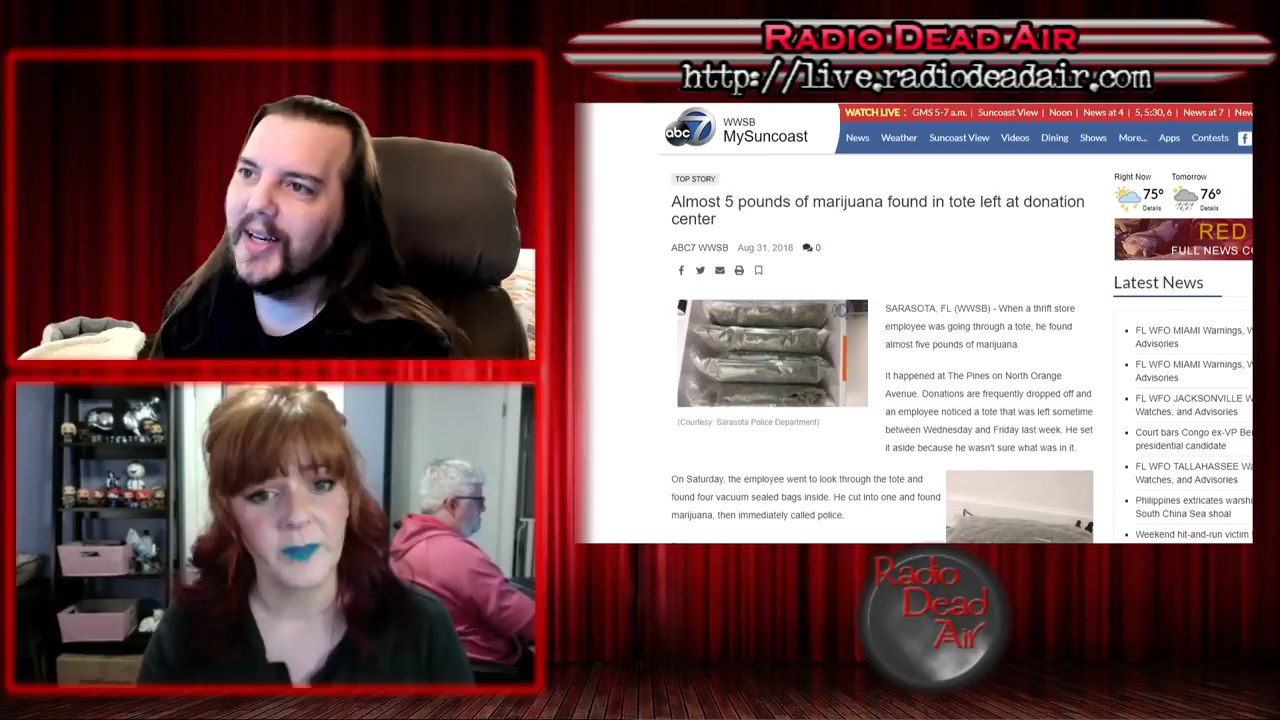 RADIO DEAD AIR
http://live.radiodeadair.com
abc 7
WWSB
MySuncoast
WATCH LIVE : GMS 5-7 a.m. | Suncoast View | Noon | News at 4 | 5, 5:30, 6 | News at 7 | New
News Weather Suncoast View Videos Dining Shows More... Apps Contests f
TOP STORY
Almost 5 pounds of marijuana found in tote left at donation
center
ABC7 WWSB Aug 31, 2018 0
(Courtesy: Sarasota Police Department)
SARASOTA, FL (WWSB) - When a thrift store
employee was going through a tote, he found
almost five pounds of marijuana.
It happened at The Pines on North Orange
Avenue. Donations are frequently dropped off and
an employee noticed a tote that was left sometime
between Wednesday and Friday last week. He set
it aside because he wasn't sure what was in it.
On Saturday, the employee went to look through the tote and
found four vacuum sealed bags inside. He cut into one and found
marijuana, then immediately called police.
Right Now Tomorrow
75° 76°
Details Details
RED
FULL NEWS CO
Latest News
FL WFO MIAMI Warnings, W
Advisories
FL WFO MIAMI Warnings, W
Advisories
FL WFO JACKSONVILLE W
Watches, and Advisories
Court bars Congo ex-VP Be
presidential candidate
FL WFO TALLAHASSEE Wa
Watches, and Advisories
Philippines extricates warshi
South China Sea shoal
Weekend hit-and-run victim
Radio
Dead
Air